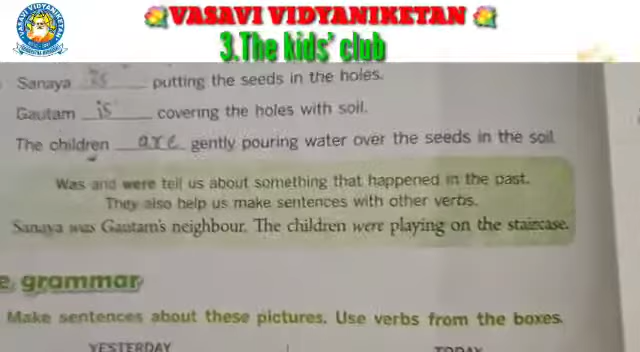 VASAVI VIDYANIKETAN
VASAVI VIDYANIKETAN
3.The kids' club
Sanaya is putting the seeds in the holes.
Gautam is covering the holes with soil.
The children are gently pouring water over the seeds in the soil
Was and were tell us about something that happened in the past.
They also help us make sentences with other verbs.
Sanaya was Gautam's neighbour. The children were playing on the staircase.
grammar
Make sentences about these pictures. Use verbs from the boxes.
YESTERDAY
TODAY